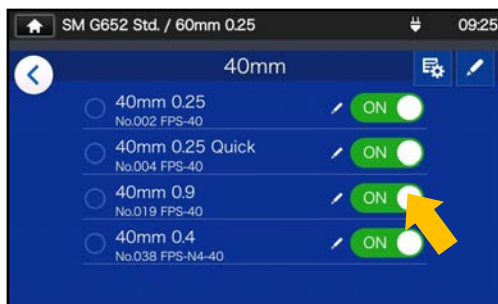 SM G652 Std. / 60mm 0.25 09:25
40mm
40mm 0.25
No.002 FPS-40
ON
40mm 0.25 Quick
No.004 FPS-40
ON
40mm 0.9
No.019 FPS-40
ON
40mm 0.4
No.038 FPS-N4-40
ON